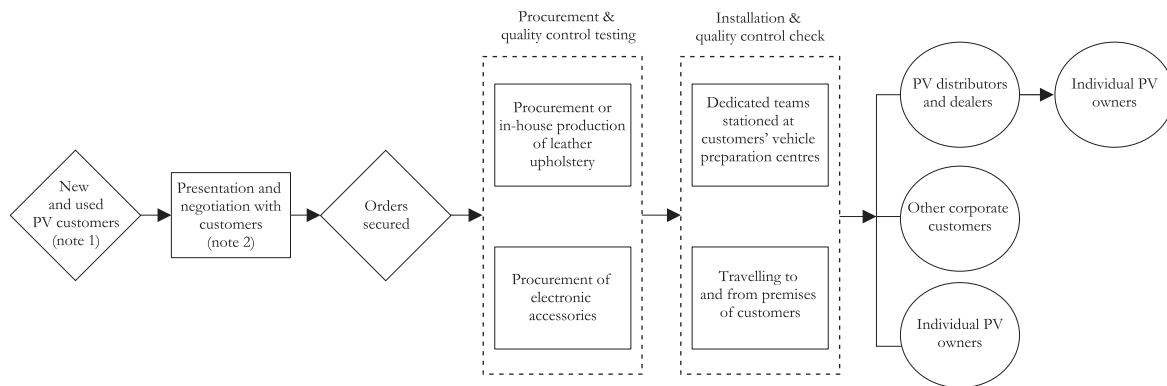 New
and used
PV customers
(note 1)
Presentation and
negotiation with
customers
(note 2)
Orders
secured
Procurement &
quality control testing
Procurement or
in-house production
of leather
upholstery
Procurement of
electronic
accessories
Installation &
quality control check
Dedicated teams
stationed at
customers’ vehicle
preparation centres
Travelling to
and from premises
of customers
PV distributors
and dealers
Individual PV
owners
Other corporate
customers
Individual PV
owners